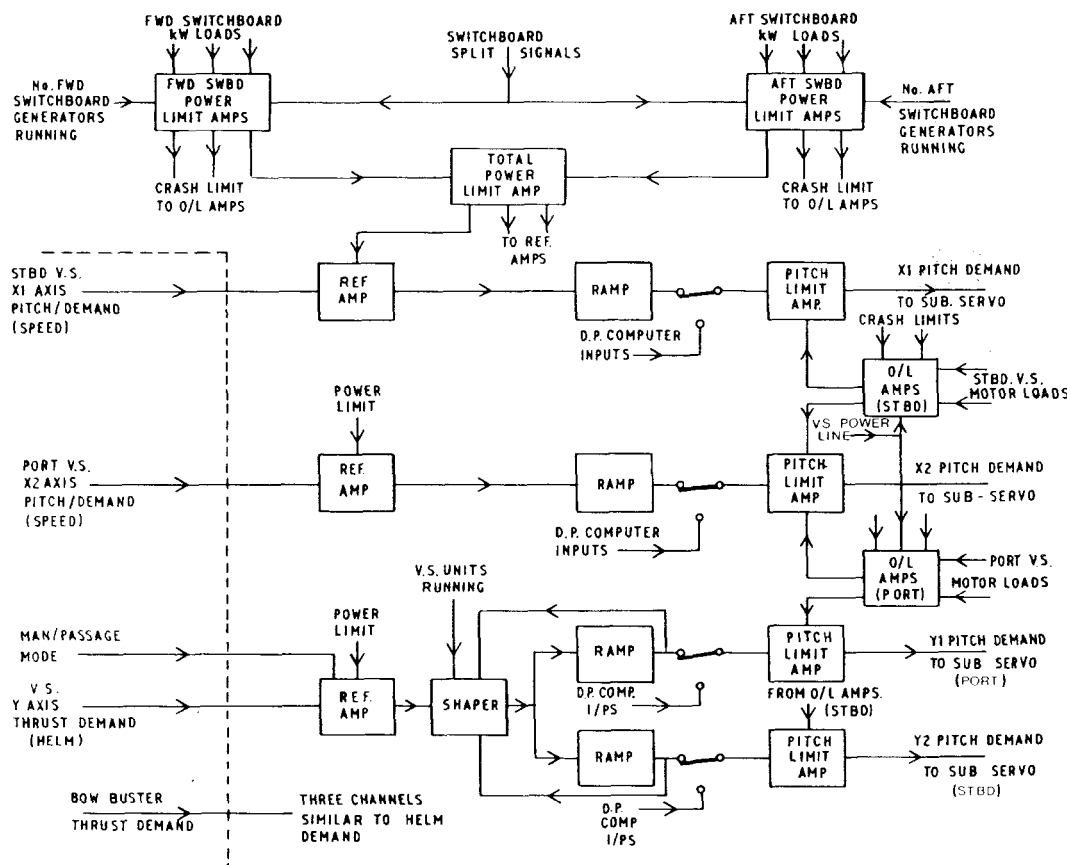 FWD SWITCHBOARD
kW LOADS
SWITCHBOARD
SPLIT SIGNALS
AFT SWITCHBOARD
kW LOADS
No. FWD
SWITCHBOARD
GENERATORS
RUNNING
FWD SWBD
POWER
LIMIT AMPS
AFT SWBD
POWER
LIMIT AMPS
No. AFT
SWITCHBOARD
GENERATORS
RUNNING
CRASH LIMIT
TO O/L AMPS
TOTAL
POWER
LIMIT AMP
CRASH LIMIT
TO O/L AMPS
TO REF.
AMPS
STBD V.S.
X1 AXIS
PITCH/DEMAND
(SPEED)
REF
AMP
RAMP
D.P. COMPUTER
INPUTS
PITCH
LIMIT
AMP.
X1 PITCH DEMAND
TO SUB. SERVO
CRASH LIMITS
O/L
AMPS
(STBD)
STBD. V.S.
MOTOR LOADS
V.S. POWER
LINE
POWER
LIMIT
PORT V.S.
X2 AXIS
PITCH/DEMAND
(SPEED)
REF.
AMP
RAMP
D.P. COMPUTER
INPUTS
PITCH
LIMIT
AMP
X2 PITCH DEMAND
TO SUB-SERVO
O/L
AMPS
(PORT)
PORT V.S.
MOTOR LOADS
V.S. UNITS
RUNNING
POWER
LIMIT
MAN/PASSAGE
MODE
V.S.
Y AXIS
THRUST DEMAND
(HELM)
REF.
AMP
SHAPER
RAMP
D.P. COMP.
I/PS
PITCH
LIMIT
AMP
Y1 PITCH DEMAND
TO SUB SERVO
(PORT)
FROM O/L AMPS.
(STBD)
RAMP
D.P.
COMP
I/PS
PITCH
LIMIT
AMP
Y2 PITCH DEMAND
TO SUB SERVO
(STBD)
BOW BUSTER
THRUST DEMAND
THREE CHANNELS
SIMILAR TO HELM
DEMAND